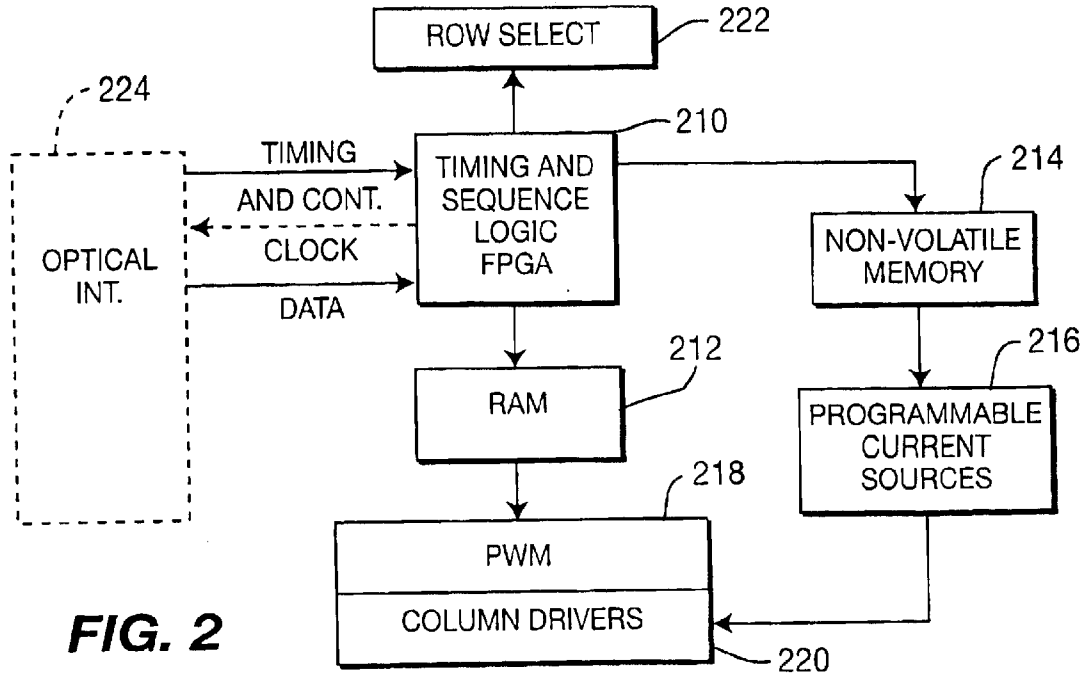 ROW SELECT
222
224
210
TIMING
AND CONT.
CLOCK
DATA
TIMING AND
SEQUENCE
LOGIC
FPGA
214
NON-VOLATILE
MEMORY
OPTICAL
INT.
212
RAM
216
PROGRAMMABLE
CURRENT
SOURCES
218
PWM
COLUMN DRIVERS
220
FIG. 2